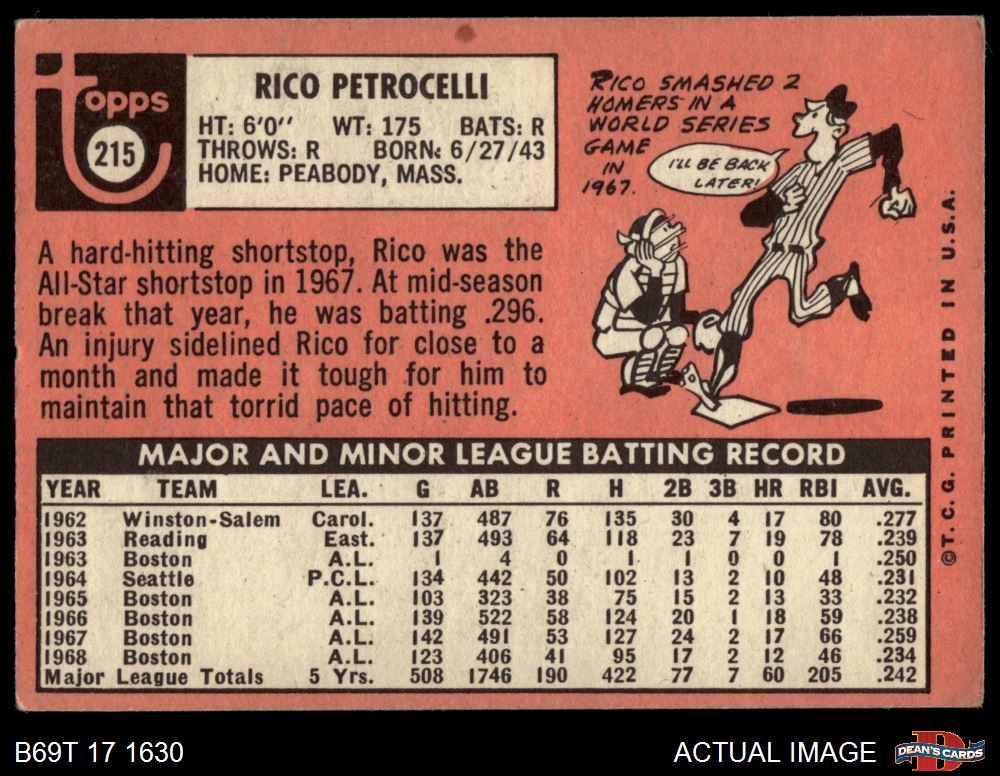 topps
215
RICO PETROCELLI
HT: 6'0'' WT: 175 BATS: R
THROWS: R BORN: 6/27/43
HOME: PEABODY, MASS.
RICO SMASHED 2
HOMERS IN A
WORLD SERIES
GAME
IN
1967.
I'LL BE BACK
LATER!
A hard-hitting shortstop, Rico was the
All-Star shortstop in 1967. At mid-season
break that year, he was batting .296.
An injury sidelined Rico for close to a
month and made it tough for him to
maintain that torrid pace of hitting.
MAJOR AND MINOR LEAGUE BATTING RECORD
YEAR TEAM LEA. G AB R H 2B 3B HR RBI AVG.
1962 Winston-Salem Carol. 137 487 76 135 30 4 17 80 .277
1963 Reading East. 137 493 64 118 23 7 19 78 .239
1963 Boston A.L. 1 4 0 1 1 0 0 1 .250
1964 Seattle P.C.L. 134 442 50 102 13 2 10 48 .231
1965 Boston A.L. 103 323 38 75 15 2 13 33 .232
1966 Boston A.L. 139 522 58 124 20 1 18 59 .238
1967 Boston A.L. 142 491 53 127 24 2 17 66 .259
1968 Boston A.L. 123 406 41 95 17 2 12 46 .234
Major League Totals 5 Yrs. 508 1746 190 422 77 7 60 205 .242
©T.C.G. PRINTED IN U.S.A.
B69T 17 1630
ACTUAL IMAGE
DEAN'S CARDS